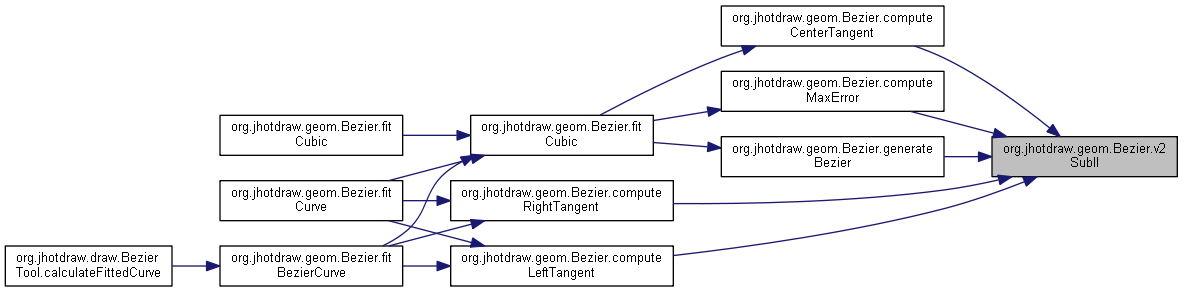 org.jhotdraw.geom.Bezier.compute
CenterTangent
org.jhotdraw.geom.Bezier.compute
MaxError
org.jhotdraw.geom.Bezier.fit
Cubic
org.jhotdraw.geom.Bezier.fit
Cubic
org.jhotdraw.geom.Bezier.generate
Bezier
org.jhotdraw.geom.Bezier.v2
SubII
org.jhotdraw.geom.Bezier.fit
Curve
org.jhotdraw.geom.Bezier.compute
RightTangent
org.jhotdraw.draw.Bezier
Tool.calculateFittedCurve
org.jhotdraw.geom.Bezier.fit
BezierCurve
org.jhotdraw.geom.Bezier.compute
LeftTangent